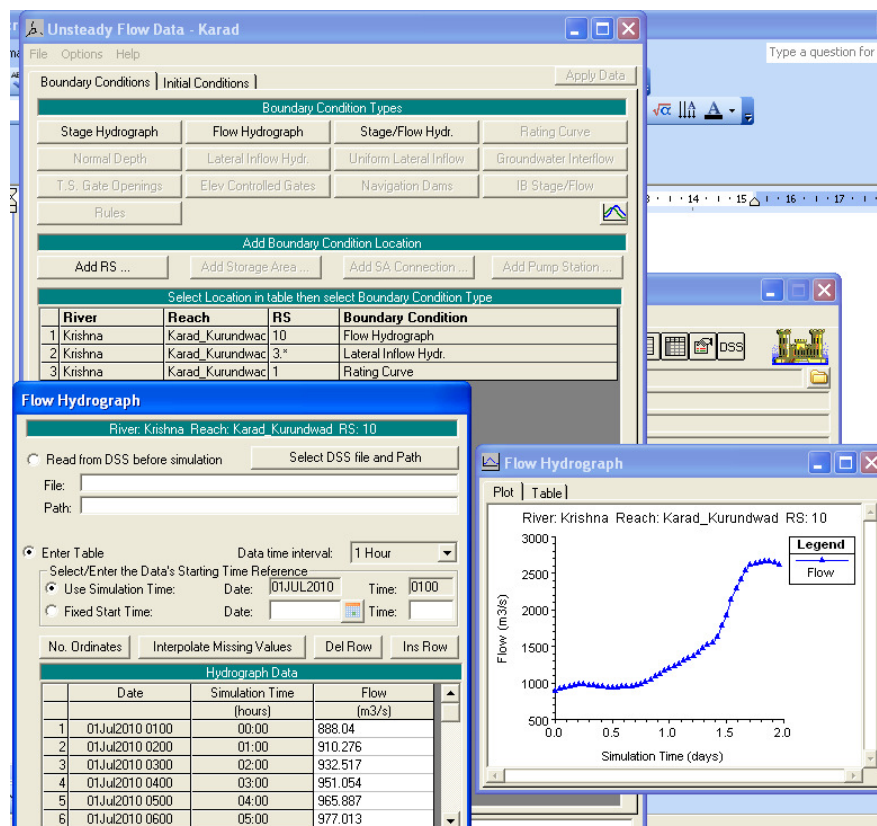 Unsteady Flow Data - Karad
File Options Help
Type a question for
Boundary Conditions Initial Conditions Apply Data
Boundary Condition Types
Stage Hydrograph Flow Hydrograph Stage/Flow Hydr. Rating Curve
Normal Depth Lateral Inflow Hydr. Uniform Lateral Inflow Groundwater Interflow
T.S. Gate Openings Elev Controlled Gates Navigation Dams IB Stage/Flow
Rules
14 15 16 17
Add Boundary Condition Location
Add RS ... Add Storage Area ... Add SA Connection ... Add Pump Station ...
Select Location in table then select Boundary Condition Type
River Reach RS Boundary Condition
1 Krishna Karad_Kurundwac 10 Flow Hydrograph
2 Krishna Karad_Kurundwac 3.* Lateral Inflow Hydr.
3 Krishna Karad_Kurundwac 1 Rating Curve
DSS
Flow Hydrograph
River: Krishna Reach: Karad_Kurundwad RS: 10
Read from DSS before simulation Select DSS file and Path
File:
Path:
Enter Table Data time interval: 1 Hour
Select/Enter the Data's Starting Time Reference
Use Simulation Time: Date: 01JUL2010 Time: 0100
Fixed Start Time: Date: Time:
No. Ordinates Interpolate Missing Values Del Row Ins Row
Hydrograph Data
Date Simulation Time Flow
(hours) (m3/s)
1 01Jul2010 0100 00:00 888.04
2 01Jul2010 0200 01:00 910.276
3 01Jul2010 0300 02:00 932.517
4 01Jul2010 0400 03:00 951.054
5 01Jul2010 0500 04:00 965.887
6 01Jul2010 0600 05:00 977.013
Flow Hydrograph
Plot Table
River: Krishna Reach: Karad_Kurundwad RS: 10
Legend
Flow
Flow (m3/s)
3000
2500
2000
1500
1000
500
0.0 0.5 1.0 1.5 2.0
Simulation Time (days)